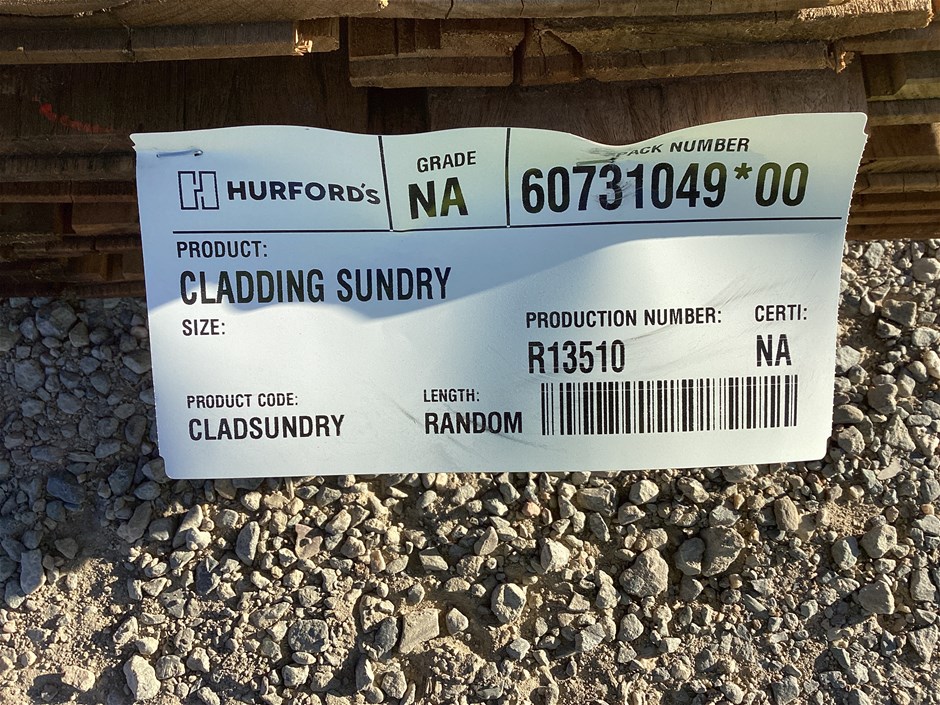 HURFORD'S
GRADE
NA
PACK NUMBER
60731049*00
PRODUCT:
CLADDING SUNDRY
SIZE:
PRODUCTION NUMBER:
R13510
CERTI:
NA
PRODUCT CODE:
CLADSUNDRY
LENGTH:
RANDOM